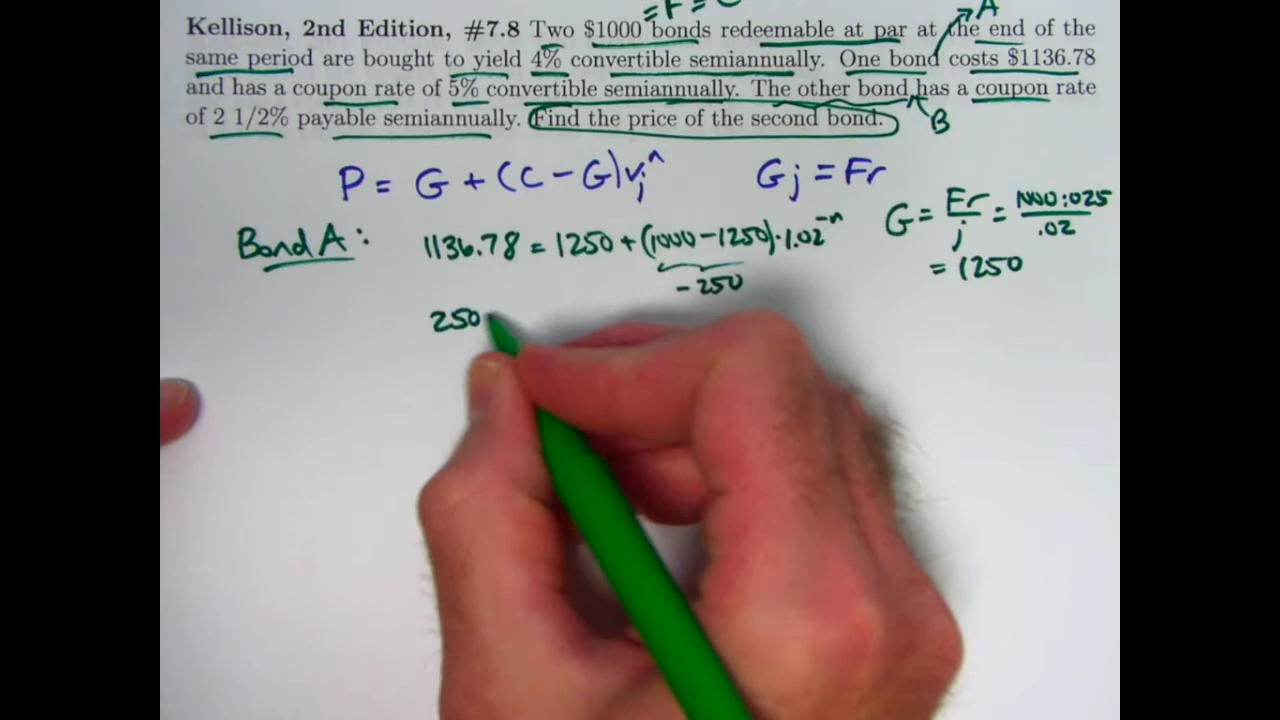 = F = C
Kellison, 2nd Edition, #7.8 Two $1000 bonds redeemable at par at the end of the
A
same period are bought to yield 4% convertible semiannually. One bond costs $1136.78
and has a coupon rate of 5% convertible semiannually. The other bond has a coupon rate
of 2 1/2% payable semiannually. Find the price of the second bond.
B
P = G + (C - G)v_j^n    Gj = Fr
G = Fr/j = 1000·.025/.02
Bond A: 1136.78 = 1250 + (1000 - 1250)·1.02^-n
= 1250
-250
250